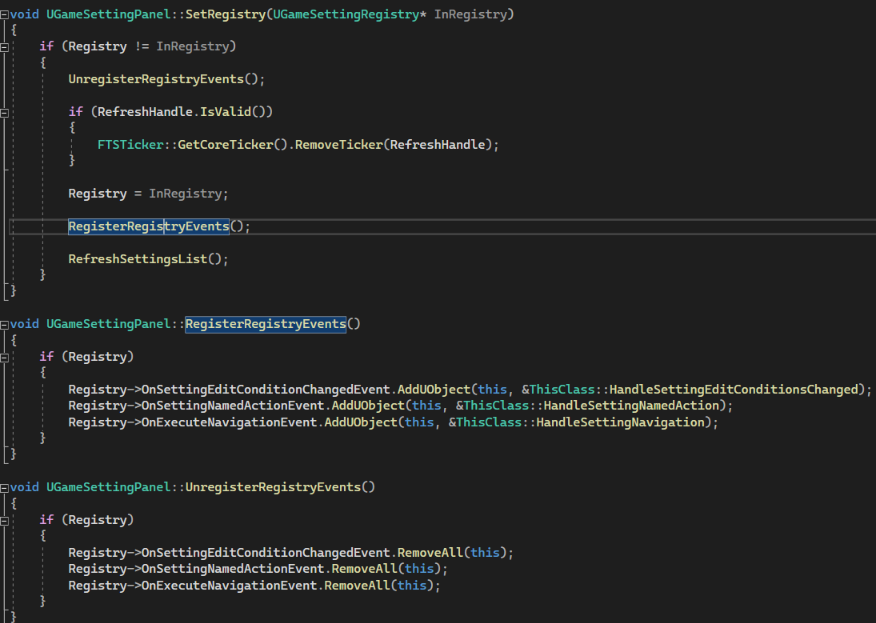 void UGameSettingPanel::SetRegistry(UGameSettingRegistry* InRegistry)
{
    if (Registry != InRegistry)
    {
        UnregisterRegistryEvents();

        if (RefreshHandle.IsValid())
        {
            FTSTicker::GetCoreTicker().RemoveTicker(RefreshHandle);
        }

        Registry = InRegistry;

        RegisterRegistryEvents();

        RefreshSettingsList();
    }
}

void UGameSettingPanel::RegisterRegistryEvents()
{
    if (Registry)
    {
        Registry->OnSettingEditConditionChangedEvent.AddUObject(this, &ThisClass::HandleSettingEditConditionsChanged);
        Registry->OnSettingNamedActionEvent.AddUObject(this, &ThisClass::HandleSettingNamedAction);
        Registry->OnExecuteNavigationEvent.AddUObject(this, &ThisClass::HandleSettingNavigation);
    }
}

void UGameSettingPanel::UnregisterRegistryEvents()
{
    if (Registry)
    {
        Registry->OnSettingEditConditionChangedEvent.RemoveAll(this);
        Registry->OnSettingNamedActionEvent.RemoveAll(this);
        Registry->OnExecuteNavigationEvent.RemoveAll(this);
    }
}